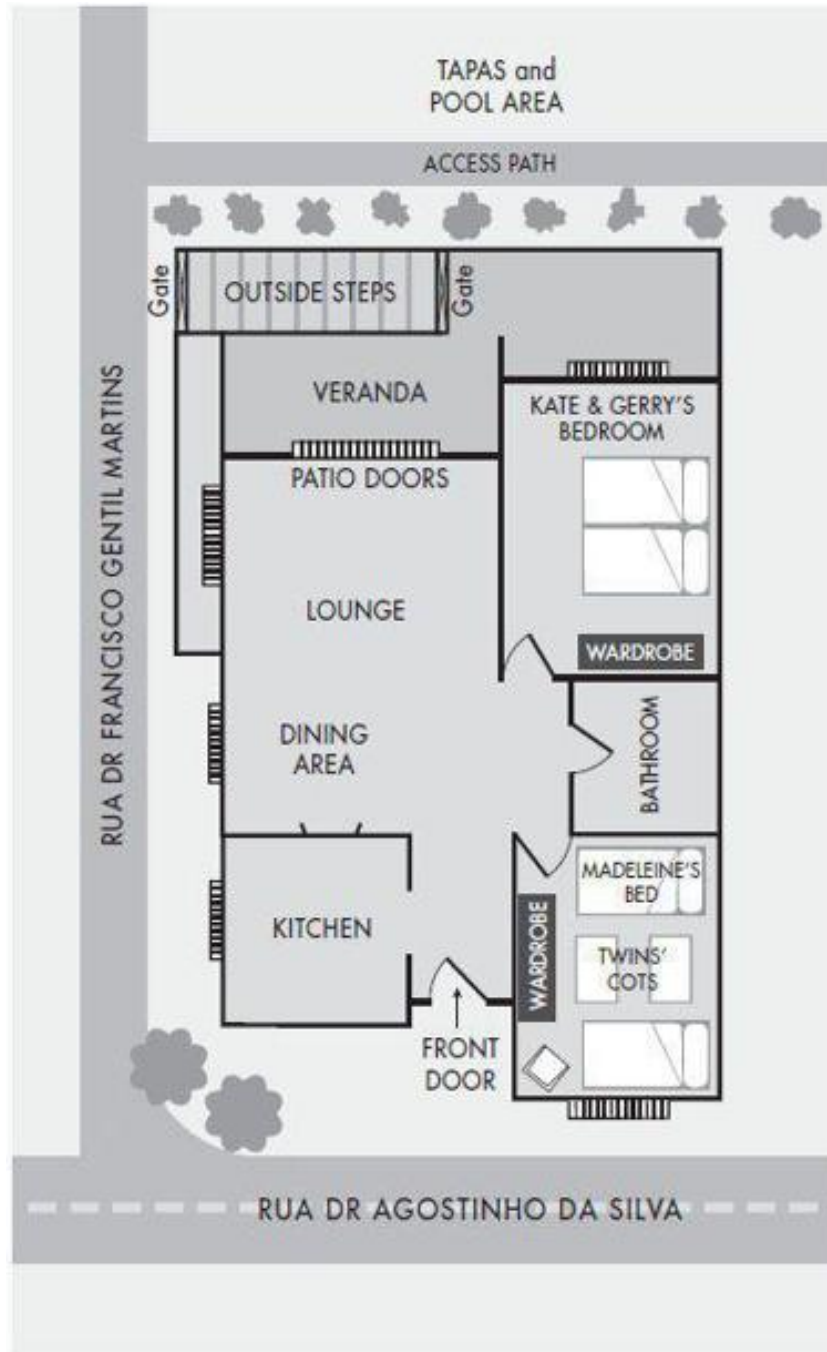 TAPAS and
POOL AREA
ACCESS PATH
Gate
OUTSIDE STEPS
Gate
VERANDA
KATE & GERRY'S
BEDROOM
PATIO DOORS
RUA DR FRANCISCO GENTIL MARTINS
LOUNGE
WARDROBE
DINING
AREA
BATHROOM
MADELEINE'S
BED
KITCHEN
WARDROBE
TWINS'
COTS
FRONT
DOOR
RUA DR AGOSTINHO DA SILVA